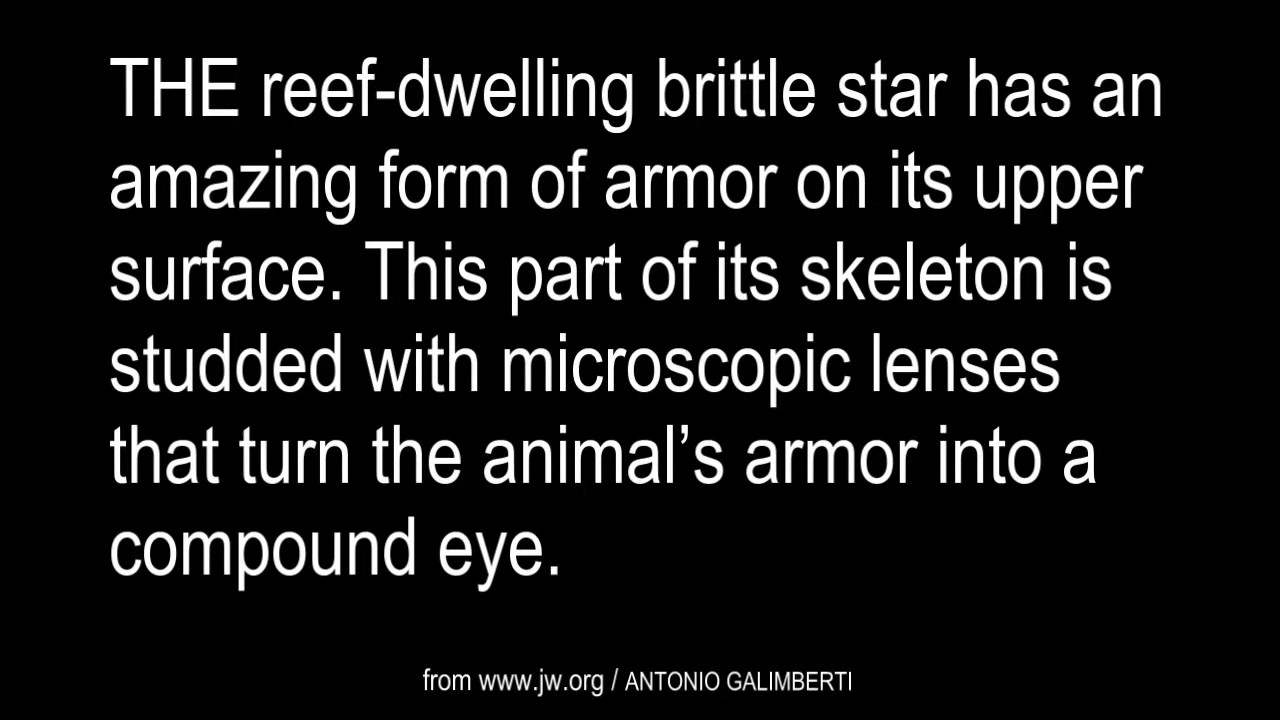 THE reef-dwelling brittle star has an
amazing form of armor on its upper
surface. This part of its skeleton is
studded with microscopic lenses
that turn the animal’s armor into a
compound eye.
from www.jw.org / ANTONIO GALIMBERTI